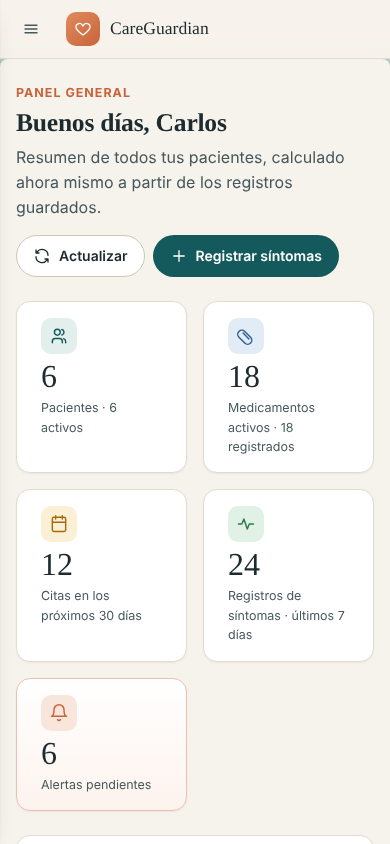 CareGuardian
PANEL GENERAL
Buenos días, Carlos
Resumen de todos tus pacientes, calculado
ahora mismo a partir de los registros
guardados.
Actualizar
Registrar síntomas
6
Pacientes · 6
activos
18
Medicamentos
activos · 18
registrados
12
Citas en los
próximos 30 días
24
Registros de
síntomas · últimos 7
días
6
Alertas pendientes